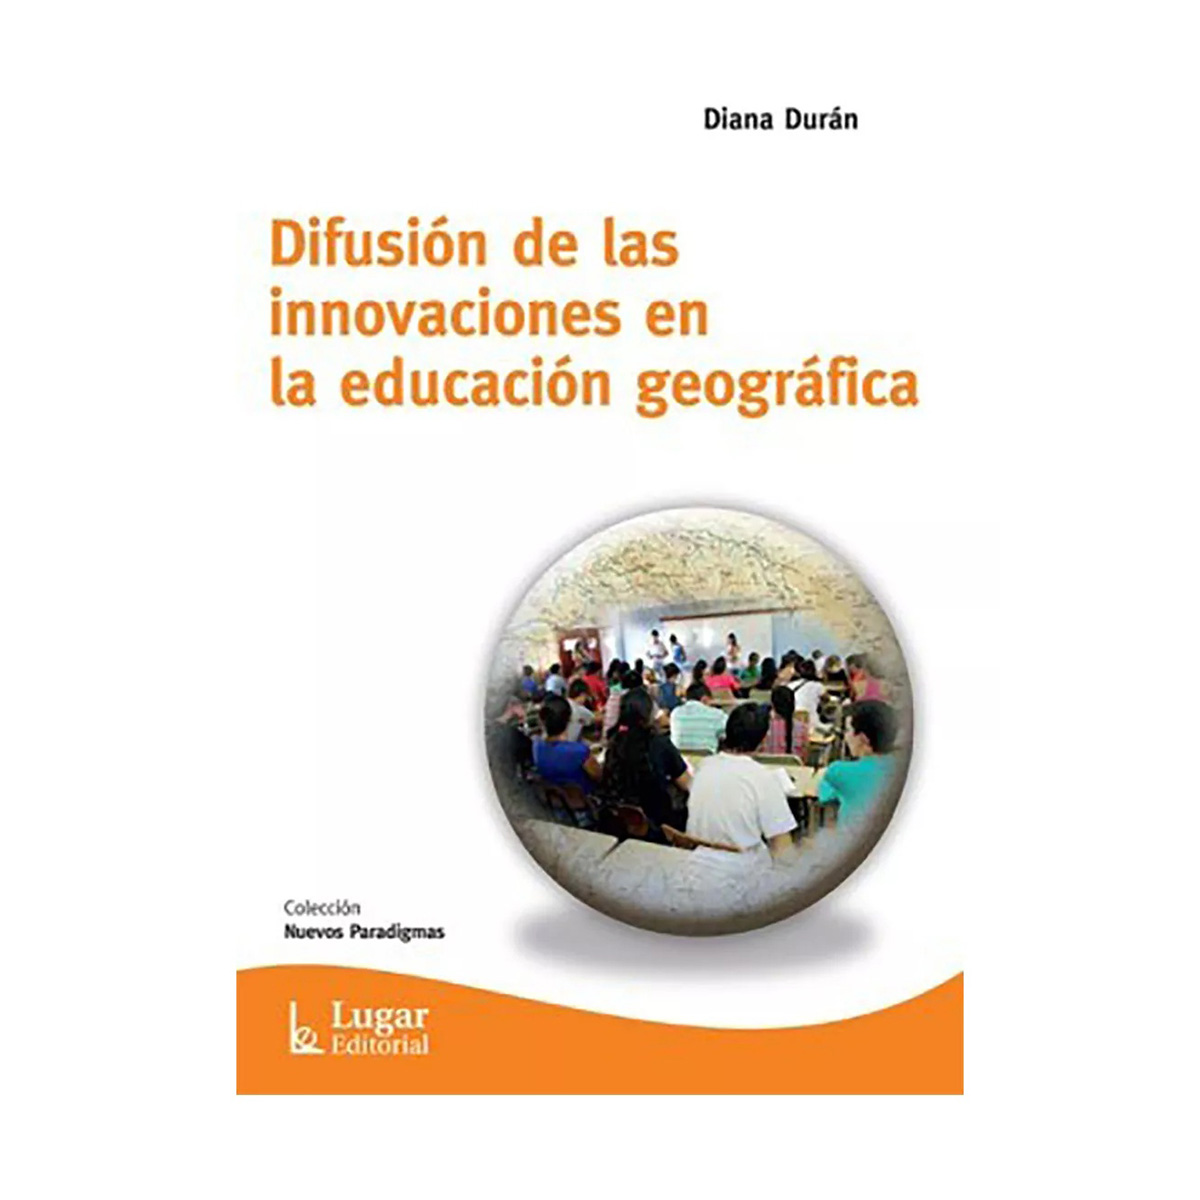 Diana Durán
Difusión de las
innovaciones en
la educación geográfica
Colección
Nuevos Paradigmas
Lugar
Editorial